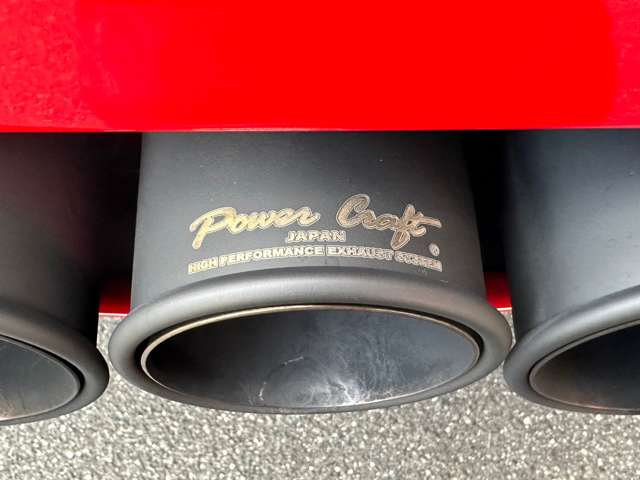 Power Craft
JAPAN
HIGH PERFORMANCE EXHAUST SYSTEM
®